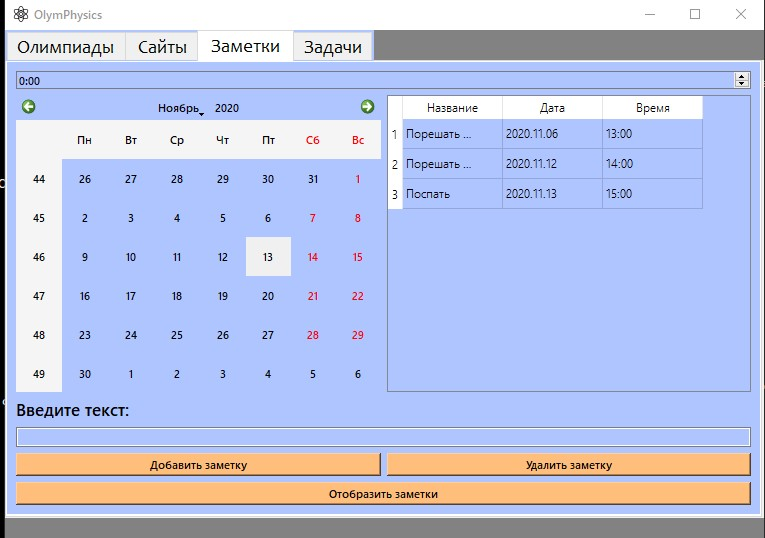 OlymPhysics
Олимпиады Сайты Заметки Задачи
0:00
Ноябрь 2020
Пн Вт Ср Чт Пт Сб Вс
44 26 27 28 29 30 31 1
45 2 3 4 5 6 7 8
46 9 10 11 12 13 14 15
47 16 17 18 19 20 21 22
48 23 24 25 26 27 28 29
49 30 1 2 3 4 5 6
Название Дата Время
1 Порешать ... 2020.11.06 13:00
2 Порешать ... 2020.11.12 14:00
3 Поспать 2020.11.13 15:00
Введите текст:
Добавить заметку Удалить заметку
Отобразить заметки